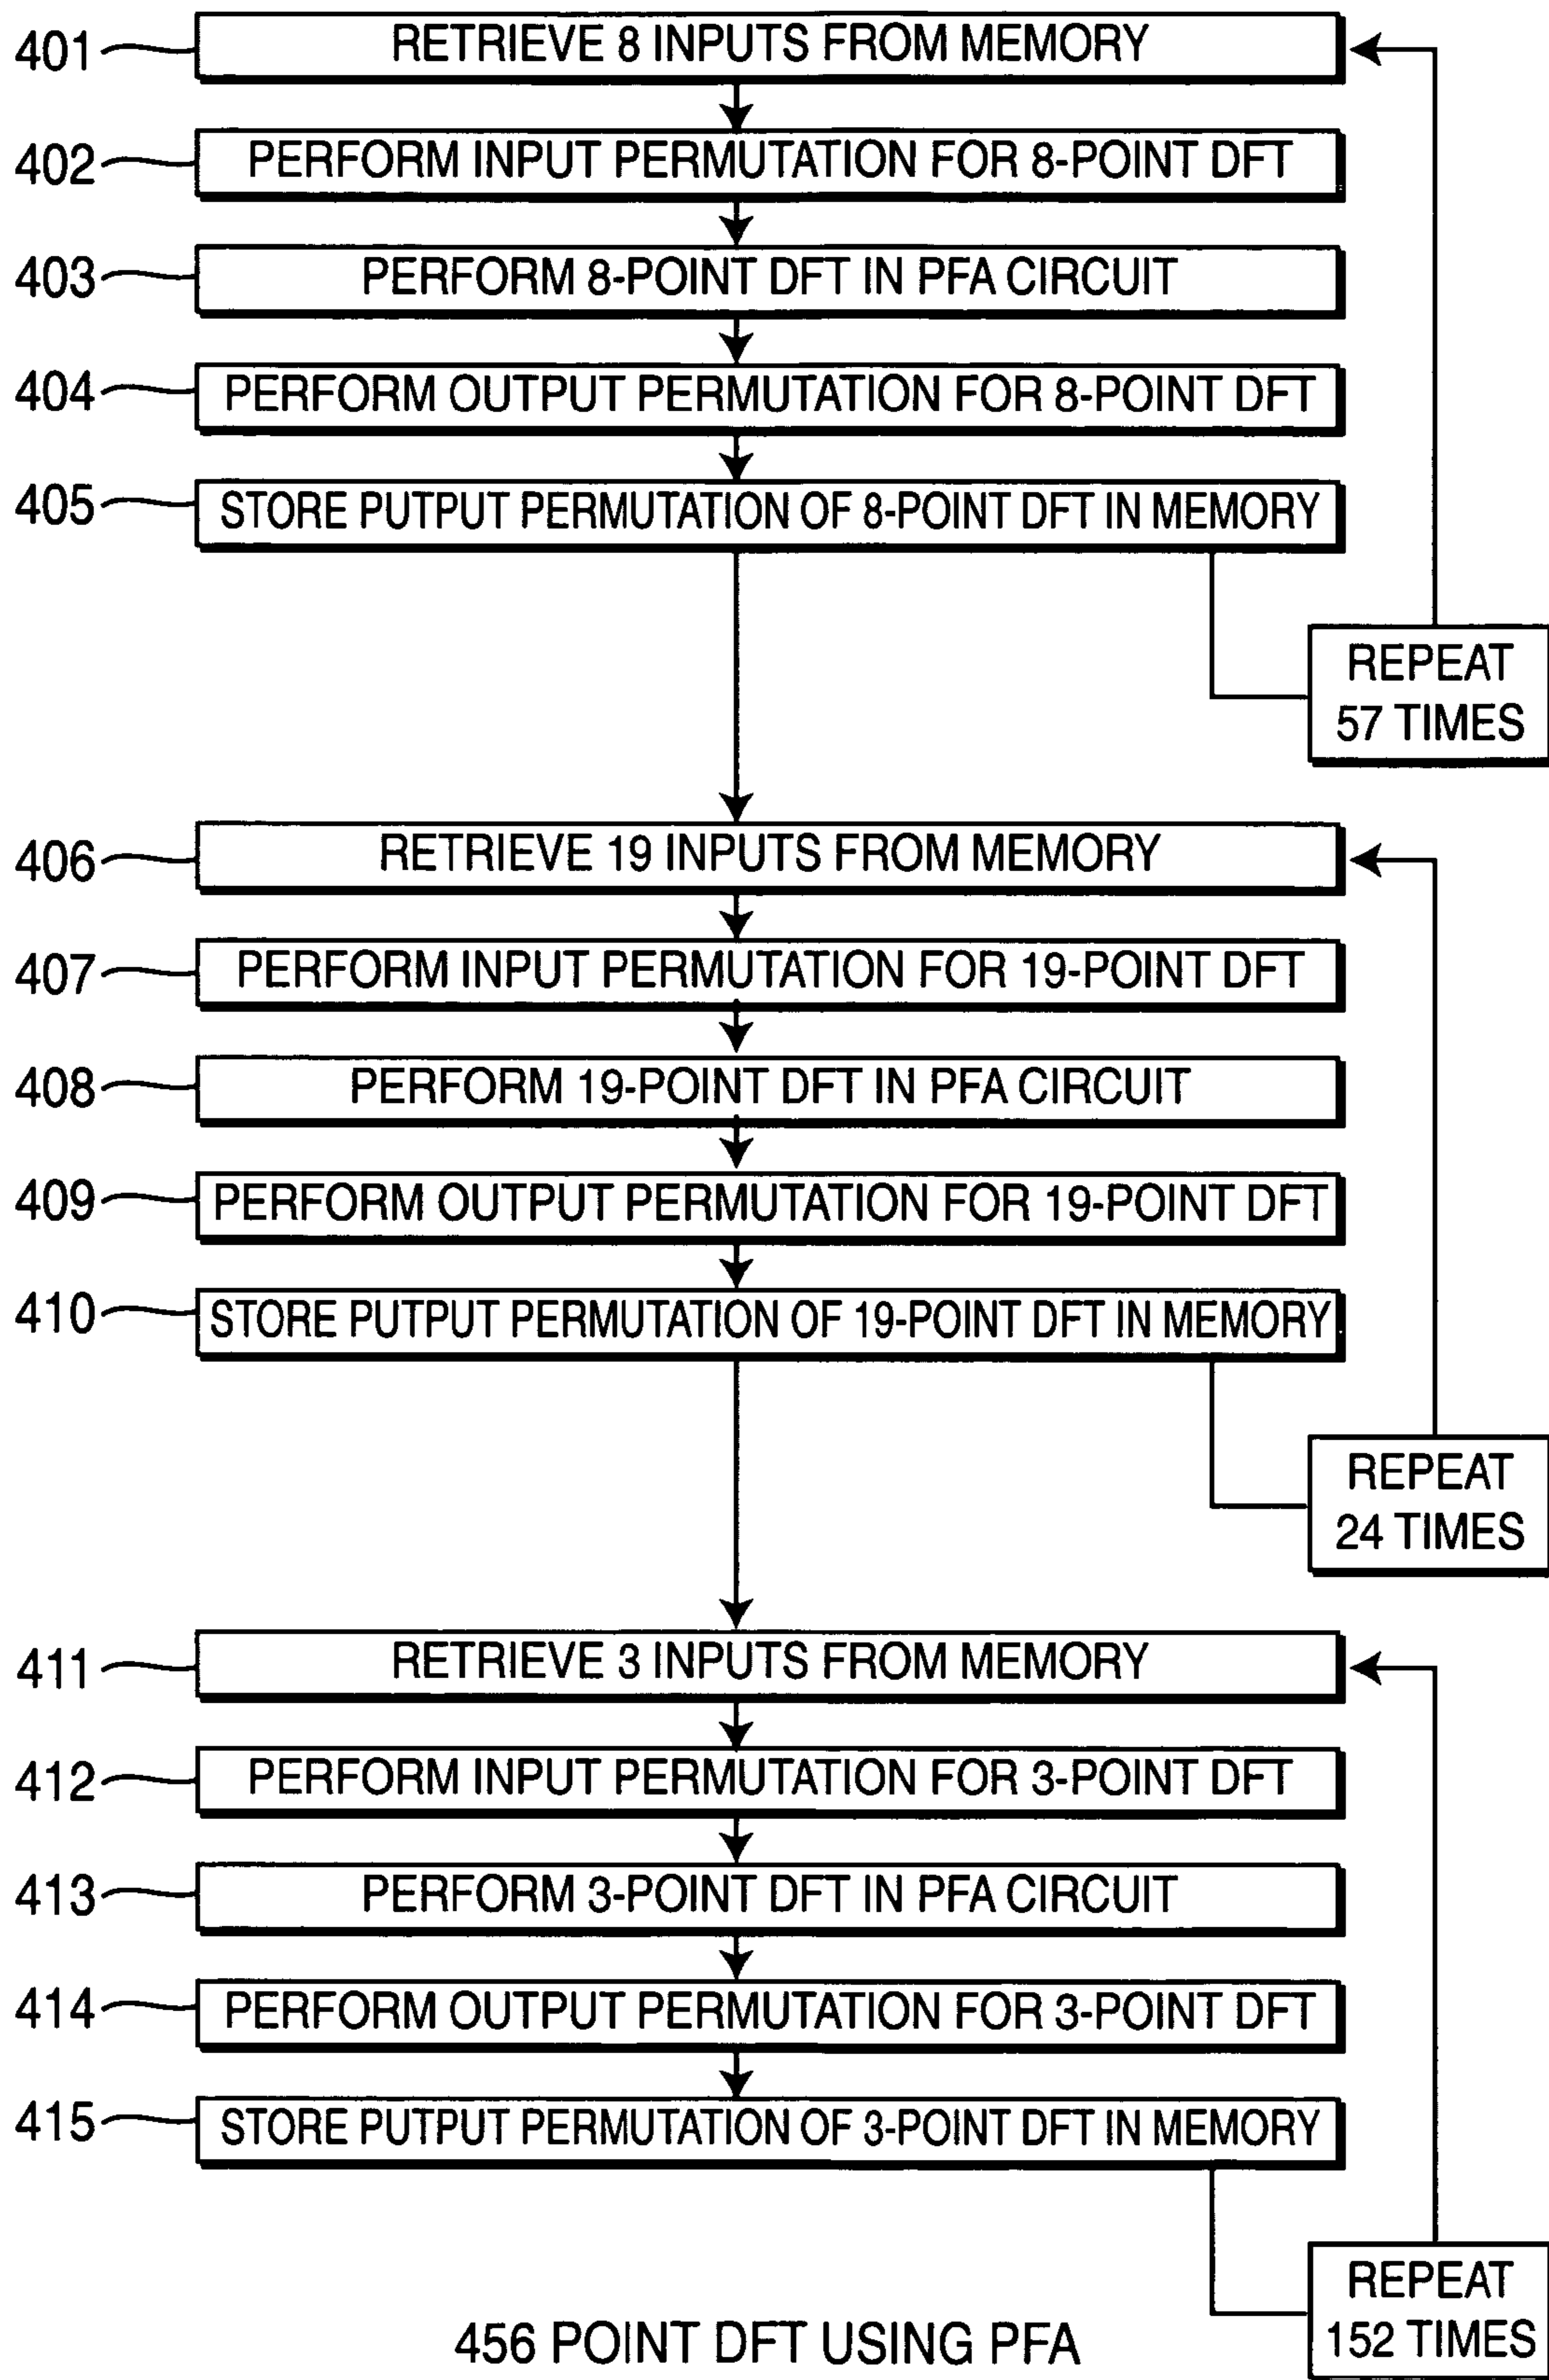 401 RETRIEVE 8 INPUTS FROM MEMORY
402 PERFORM INPUT PERMUTATION FOR 8-POINT DFT
403 PERFORM 8-POINT DFT IN PFA CIRCUIT
404 PERFORM OUTPUT PERMUTATION FOR 8-POINT DFT
405 STORE PUTPUT PERMUTATION OF 8-POINT DFT IN MEMORY
REPEAT
57 TIMES
406 RETRIEVE 19 INPUTS FROM MEMORY
407 PERFORM INPUT PERMUTATION FOR 19-POINT DFT
408 PERFORM 19-POINT DFT IN PFA CIRCUIT
409 PERFORM OUTPUT PERMUTATION FOR 19-POINT DFT
410 STORE PUTPUT PERMUTATION OF 19-POINT DFT IN MEMORY
REPEAT
24 TIMES
411 RETRIEVE 3 INPUTS FROM MEMORY
412 PERFORM INPUT PERMUTATION FOR 3-POINT DFT
413 PERFORM 3-POINT DFT IN PFA CIRCUIT
414 PERFORM OUTPUT PERMUTATION FOR 3-POINT DFT
415 STORE PUTPUT PERMUTATION OF 3-POINT DFT IN MEMORY
REPEAT
152 TIMES
456 POINT DFT USING PFA